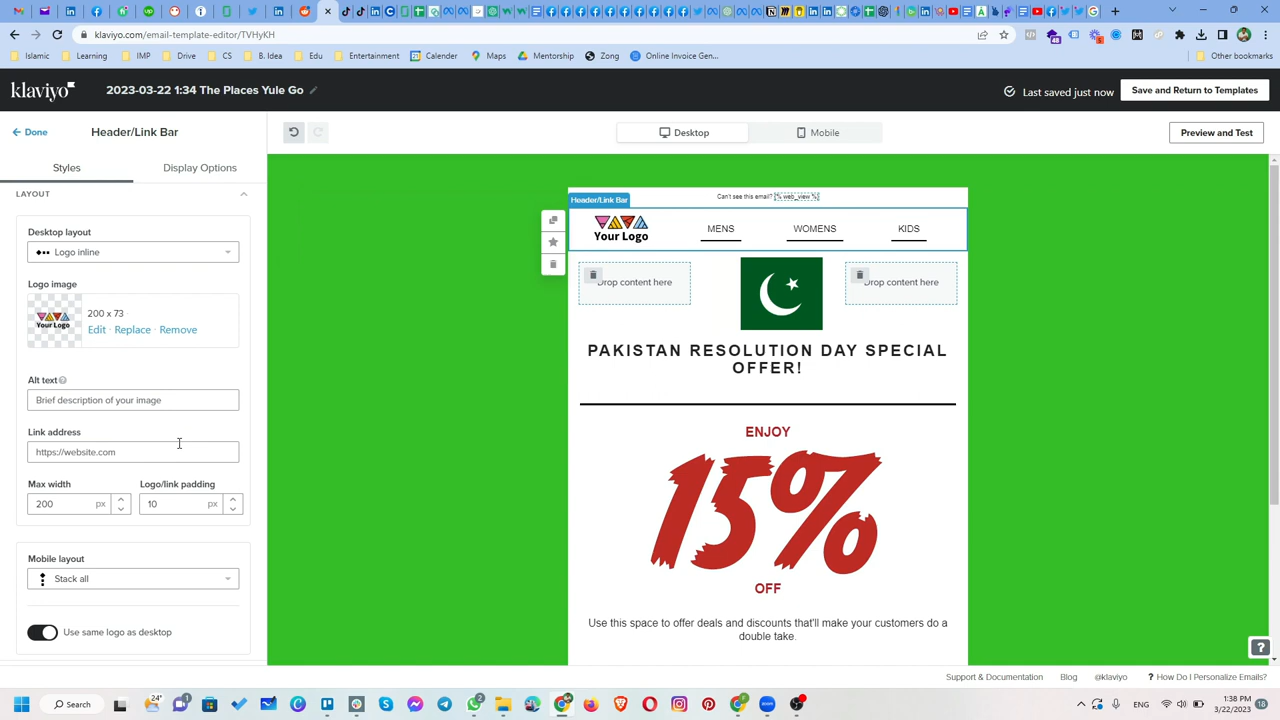 klaviyo.com/email-template-editor/TVHyKH
Islamic
Learning
IMP
Drive
CS
B. Idea
Edu
Entertainment
Calendar
Maps
Mentorship
Zong
Online Invoice Gen...
Other bookmarks
klaviyo
2023-03-22 1:34 The Places Yule Go
Last saved just now
Save and Return to Templates
Done
Header/Link Bar
Desktop
Mobile
Preview and Test
Styles
Display Options
LAYOUT
Desktop layout
Logo inline
Logo image
Your Logo
200 x 73
Edit · Replace · Remove
Alt text
Brief description of your image
Link address
https://website.com
Max width
Logo/link padding
200 px
10 px
Mobile layout
Stack all
Use same logo as desktop
Can't see this email? {% web_view %}
Header/Link Bar
Your Logo
MENS
WOMENS
KIDS
Drop content here
Drop content here
PAKISTAN RESOLUTION DAY SPECIAL
OFFER!
ENJOY
15%
OFF
Use this space to offer deals and discounts that'll make your customers do a
double take.
Support & Documentation
Blog
@klaviyo
? How Do I Personalize Emails?
Search
24°
ENG
1:38 PM
3/22/2023
18